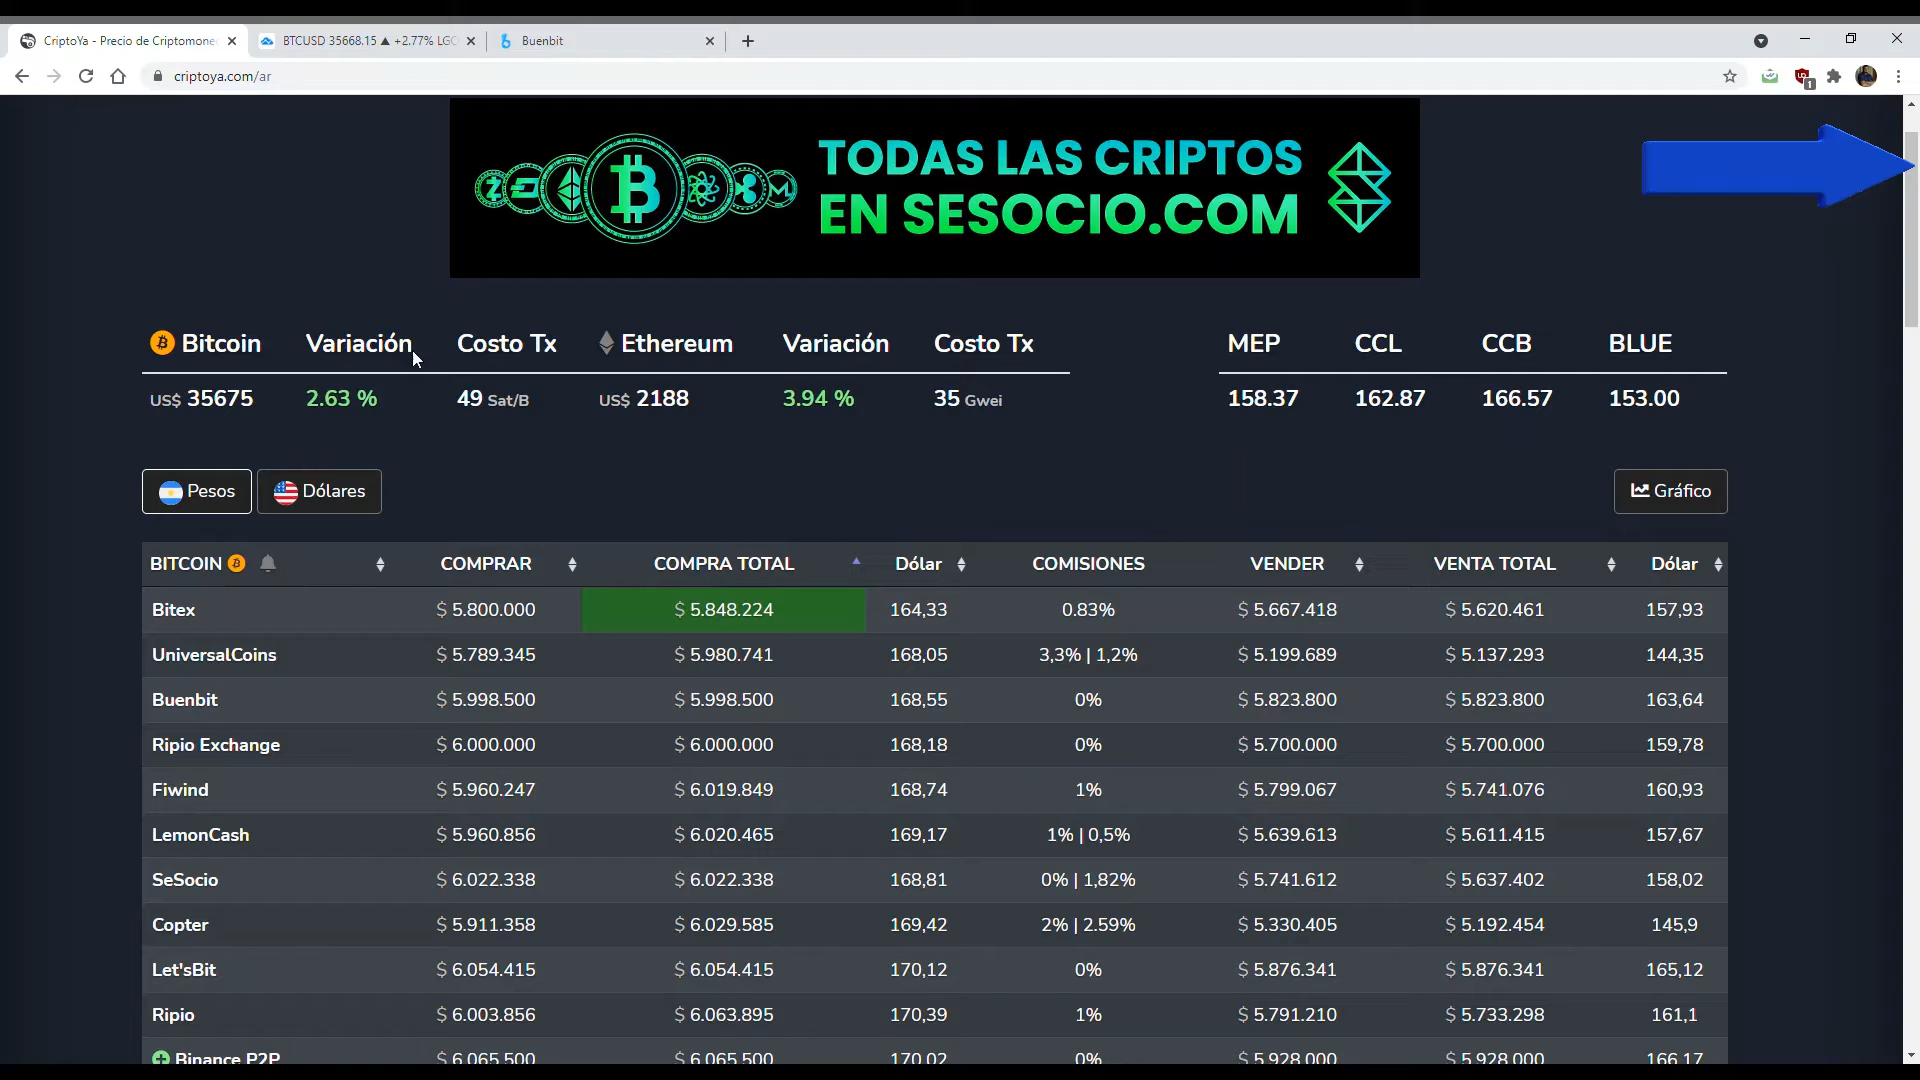 CriptoYa - Precio de Criptomone
BTCUSD 35668.15 ▲ +2.77% LGC
Buenbit
criptoya.com/ar
1
TODAS LAS CRIPTOS
EN SESOCIO.COM
Bitcoin Variación Costo Tx Ethereum Variación Costo Tx MEP CCL CCB BLUE
US$ 35675 2.63 % 49 Sat/B US$ 2188 3.94 % 35 Gwei 158.37 162.87 166.57 153.00
Pesos Dólares Gráfico
BITCOIN COMPRAR COMPRA TOTAL Dólar COMISIONES VENDER VENTA TOTAL Dólar
Bitex $ 5.800.000 $ 5.848.224 164,33 0.83% $ 5.667.418 $ 5.620.461 157,93
UniversalCoins $ 5.789.345 $ 5.980.741 168,05 3,3% | 1,2% $ 5.199.689 $ 5.137.293 144,35
Buenbit $ 5.998.500 $ 5.998.500 168,55 0% $ 5.823.800 $ 5.823.800 163,64
Ripio Exchange $ 6.000.000 $ 6.000.000 168,18 0% $ 5.700.000 $ 5.700.000 159,78
Fiwind $ 5.960.247 $ 6.019.849 168,74 1% $ 5.799.067 $ 5.741.076 160,93
LemonCash $ 5.960.856 $ 6.020.465 169,17 1% | 0,5% $ 5.639.613 $ 5.611.415 157,67
SeSocio $ 6.022.338 $ 6.022.338 168,81 0% | 1,82% $ 5.741.612 $ 5.637.402 158,02
Copter $ 5.911.358 $ 6.029.585 169,42 2% | 2.59% $ 5.330.405 $ 5.192.454 145,9
Let'sBit $ 6.054.415 $ 6.054.415 170,12 0% $ 5.876.341 $ 5.876.341 165,12
Ripio $ 6.003.856 $ 6.063.895 170,39 1% $ 5.791.210 $ 5.733.298 161,1
Binance P2P $ 6.065.500 $ 6.065.500 170,02 0% $ 5.928.000 $ 5.928.000 166,17